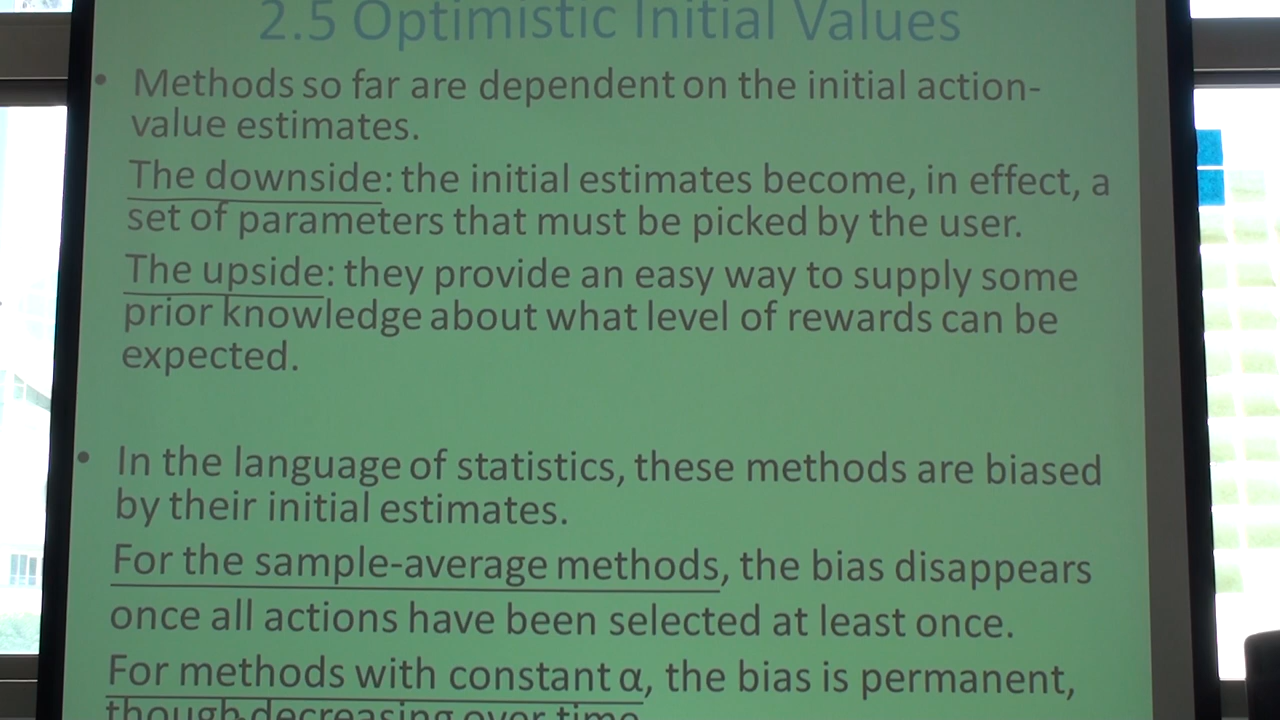 2.5 Optimistic Initial Values
• Methods so far are dependent on the initial action-
value estimates.
The downside: the initial estimates become, in effect, a
set of parameters that must be picked by the user.
The upside: they provide an easy way to supply some
prior knowledge about what level of rewards can be
expected.
• In the language of statistics, these methods are biased
by their initial estimates.
For the sample-average methods, the bias disappears
once all actions have been selected at least once.
For methods with constant α, the bias is permanent,
though decreasing over time.